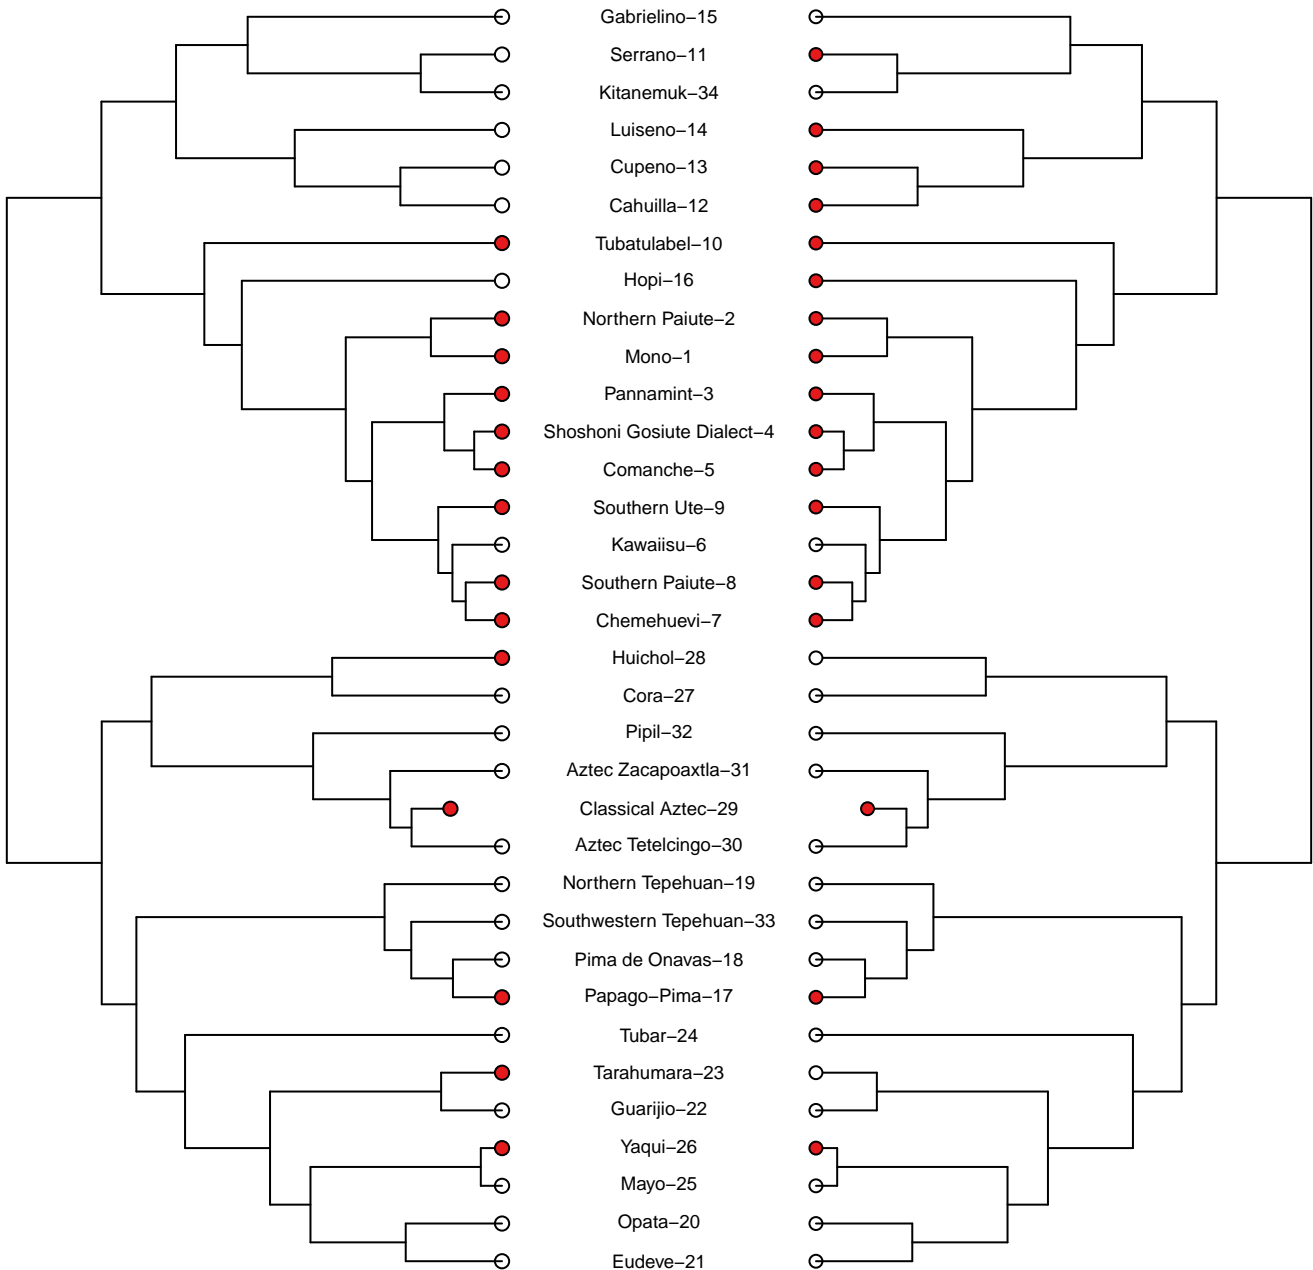 Gabrielino−15
Serrano−11
Kitanemuk−34
Luiseno−14
Cupeno−13
Cahuilla−12
Tubatulabel−10
Hopi−16
Northern Paiute−2
Mono−1
Pannamint−3
Shoshoni Gosiute Dialect−4
Comanche−5
Southern Ute−9
Kawaiisu−6
Southern Paiute−8
Chemehuevi−7
Huichol−28
Cora−27
Pipil−32
Aztec Zacapoaxtla−31
Classical Aztec−29
Aztec Tetelcingo−30
Northern Tepehuan−19
Southwestern Tepehuan−33
Pima de Onavas−18
Papago−Pima−17
Tubar−24
Tarahumara−23
Guarijio−22
Yaqui−26
Mayo−25
Opata−20
Eudeve−21